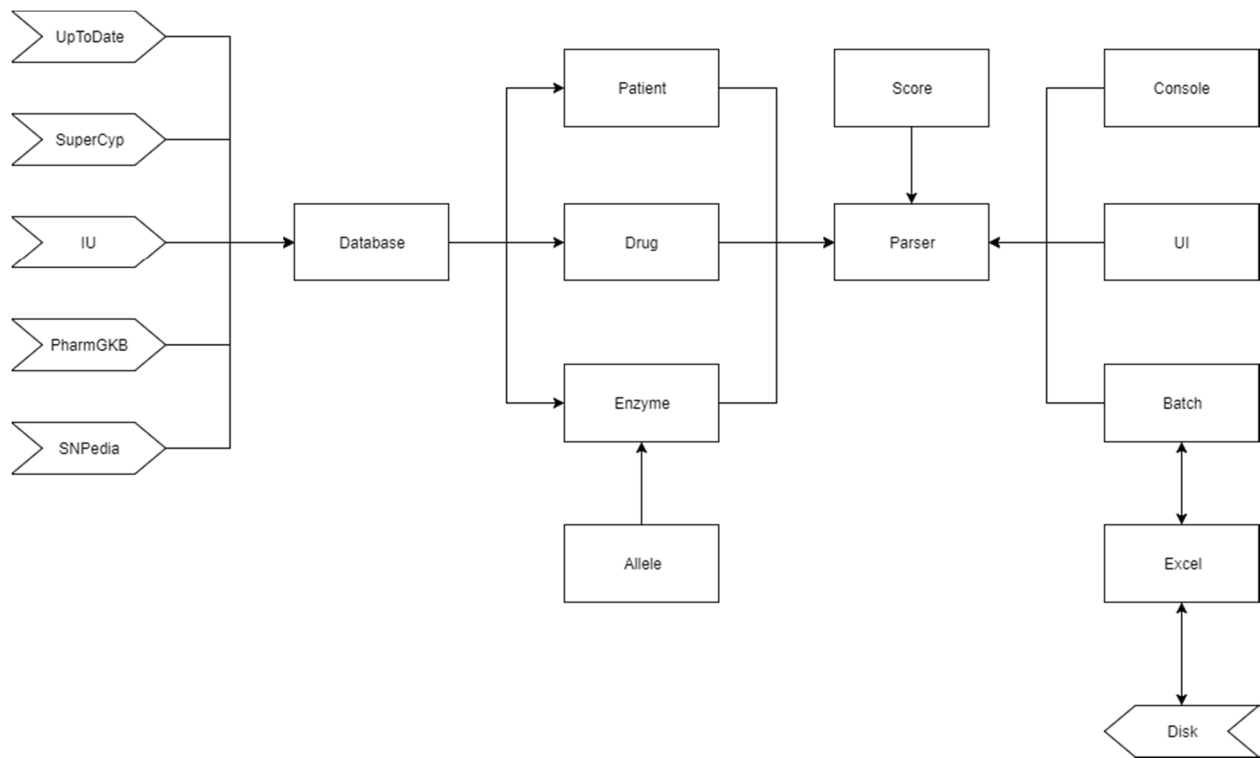 UpToDate
SuperCyp
IU
PharmGKB
SNPedia
Database
Patient
Drug
Enzyme
Allele
Score
Parser
Console
UI
Batch
Excel
Disk